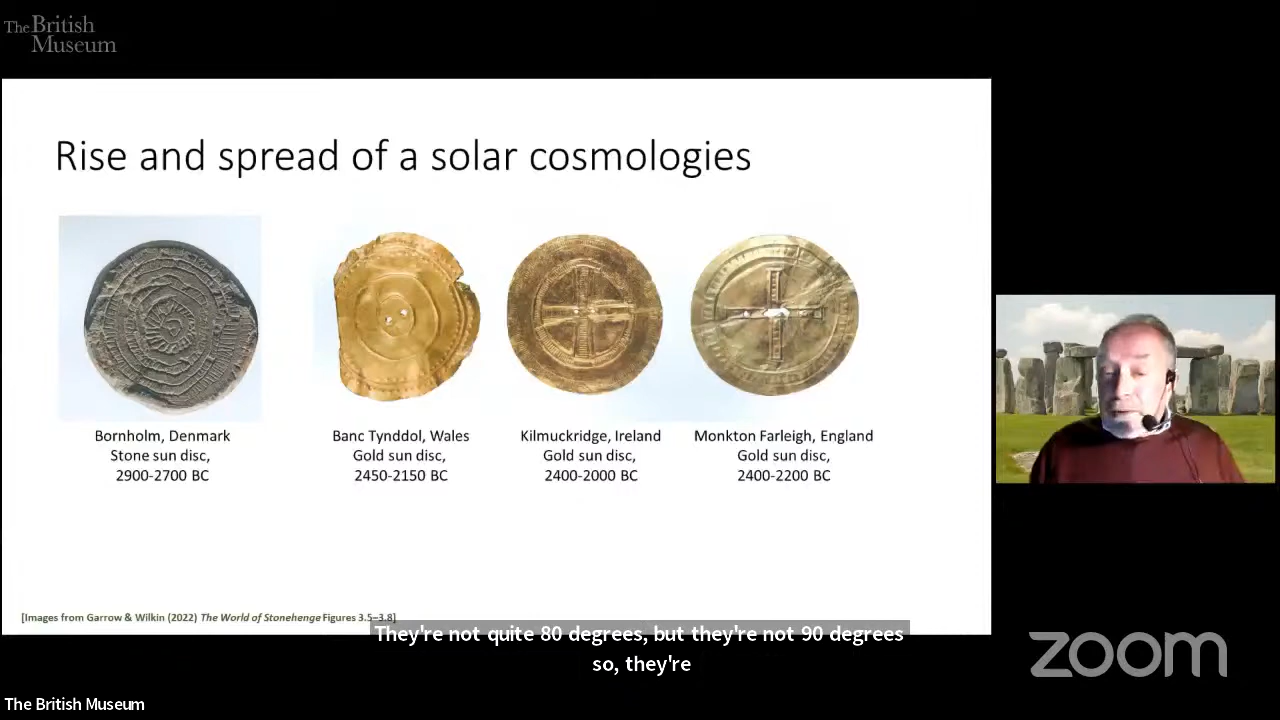 The British
Museum
Rise and spread of a solar cosmologies
Bornholm, Denmark
Stone sun disc,
2900-2700 BC
Banc Tynddol, Wales
Gold sun disc,
2450-2150 BC
Kilmuckridge, Ireland
Gold sun disc,
2400-2000 BC
Monkton Farleigh, England
Gold sun disc,
2400-2200 BC
[Images from Garrow & Wilkin (2022) The World of Stonehenge Figures 3.5–3.8]
They're not quite 80 degrees, but they're not 90 degrees
so, they're
zoom
The British Museum